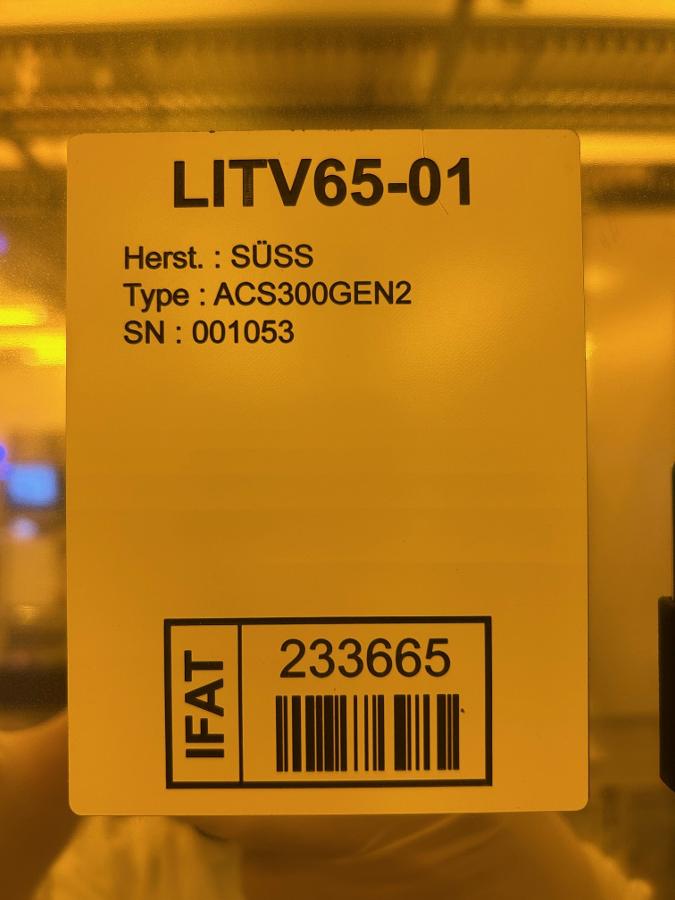 LITV65-01
Herst. : SÜSS
Type : ACS300GEN2
SN : 001053
IFAT
233665